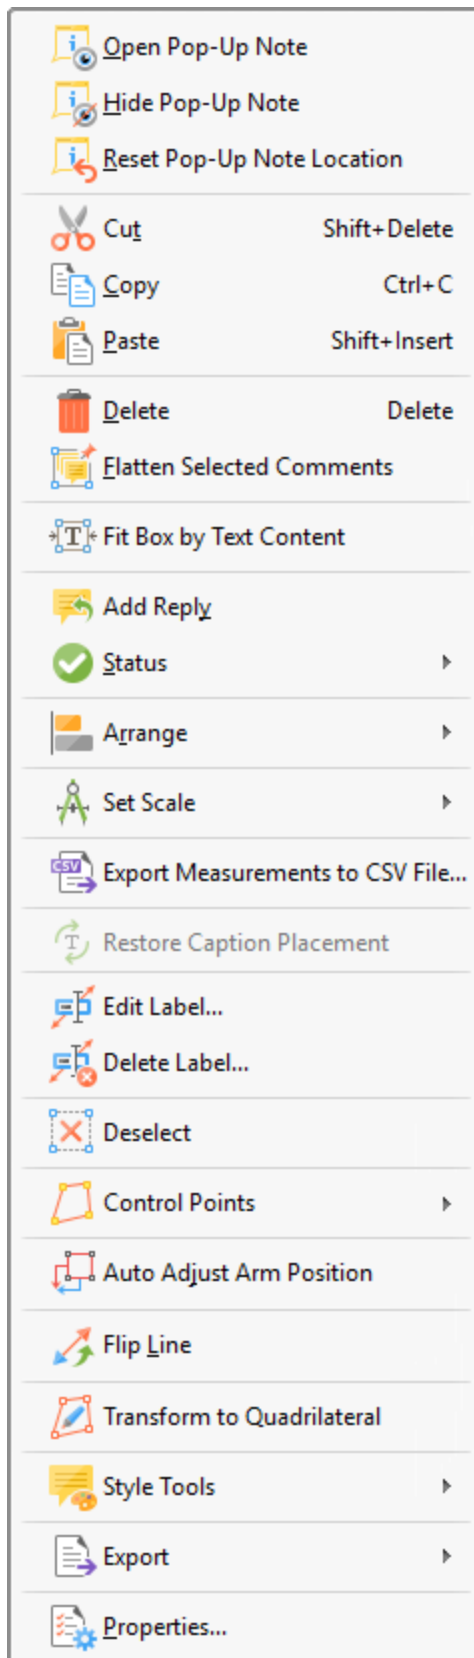 Open Pop-Up Note
Hide Pop-Up Note
Reset Pop-Up Note Location
Cut Shift+Delete
Copy Ctrl+C
Paste Shift+Insert
Delete Delete
Flatten Selected Comments
T Fit Box by Text Content
Add Reply
Status
Arrange
Set Scale
CSV Export Measurements to CSV File...
T Restore Caption Placement
Edit Label...
Delete Label...
Deselect
Control Points
Auto Adjust Arm Position
Flip Line
Transform to Quadrilateral
Style Tools
Export
Properties...